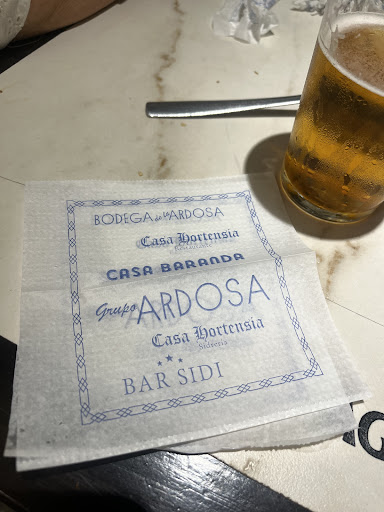 BODEGA de la ARDOSA
Casa Hortensia
CASA BARANDA
Grupo ARDOSA
Casa Hortensia
Sidrería
BAR SIDI